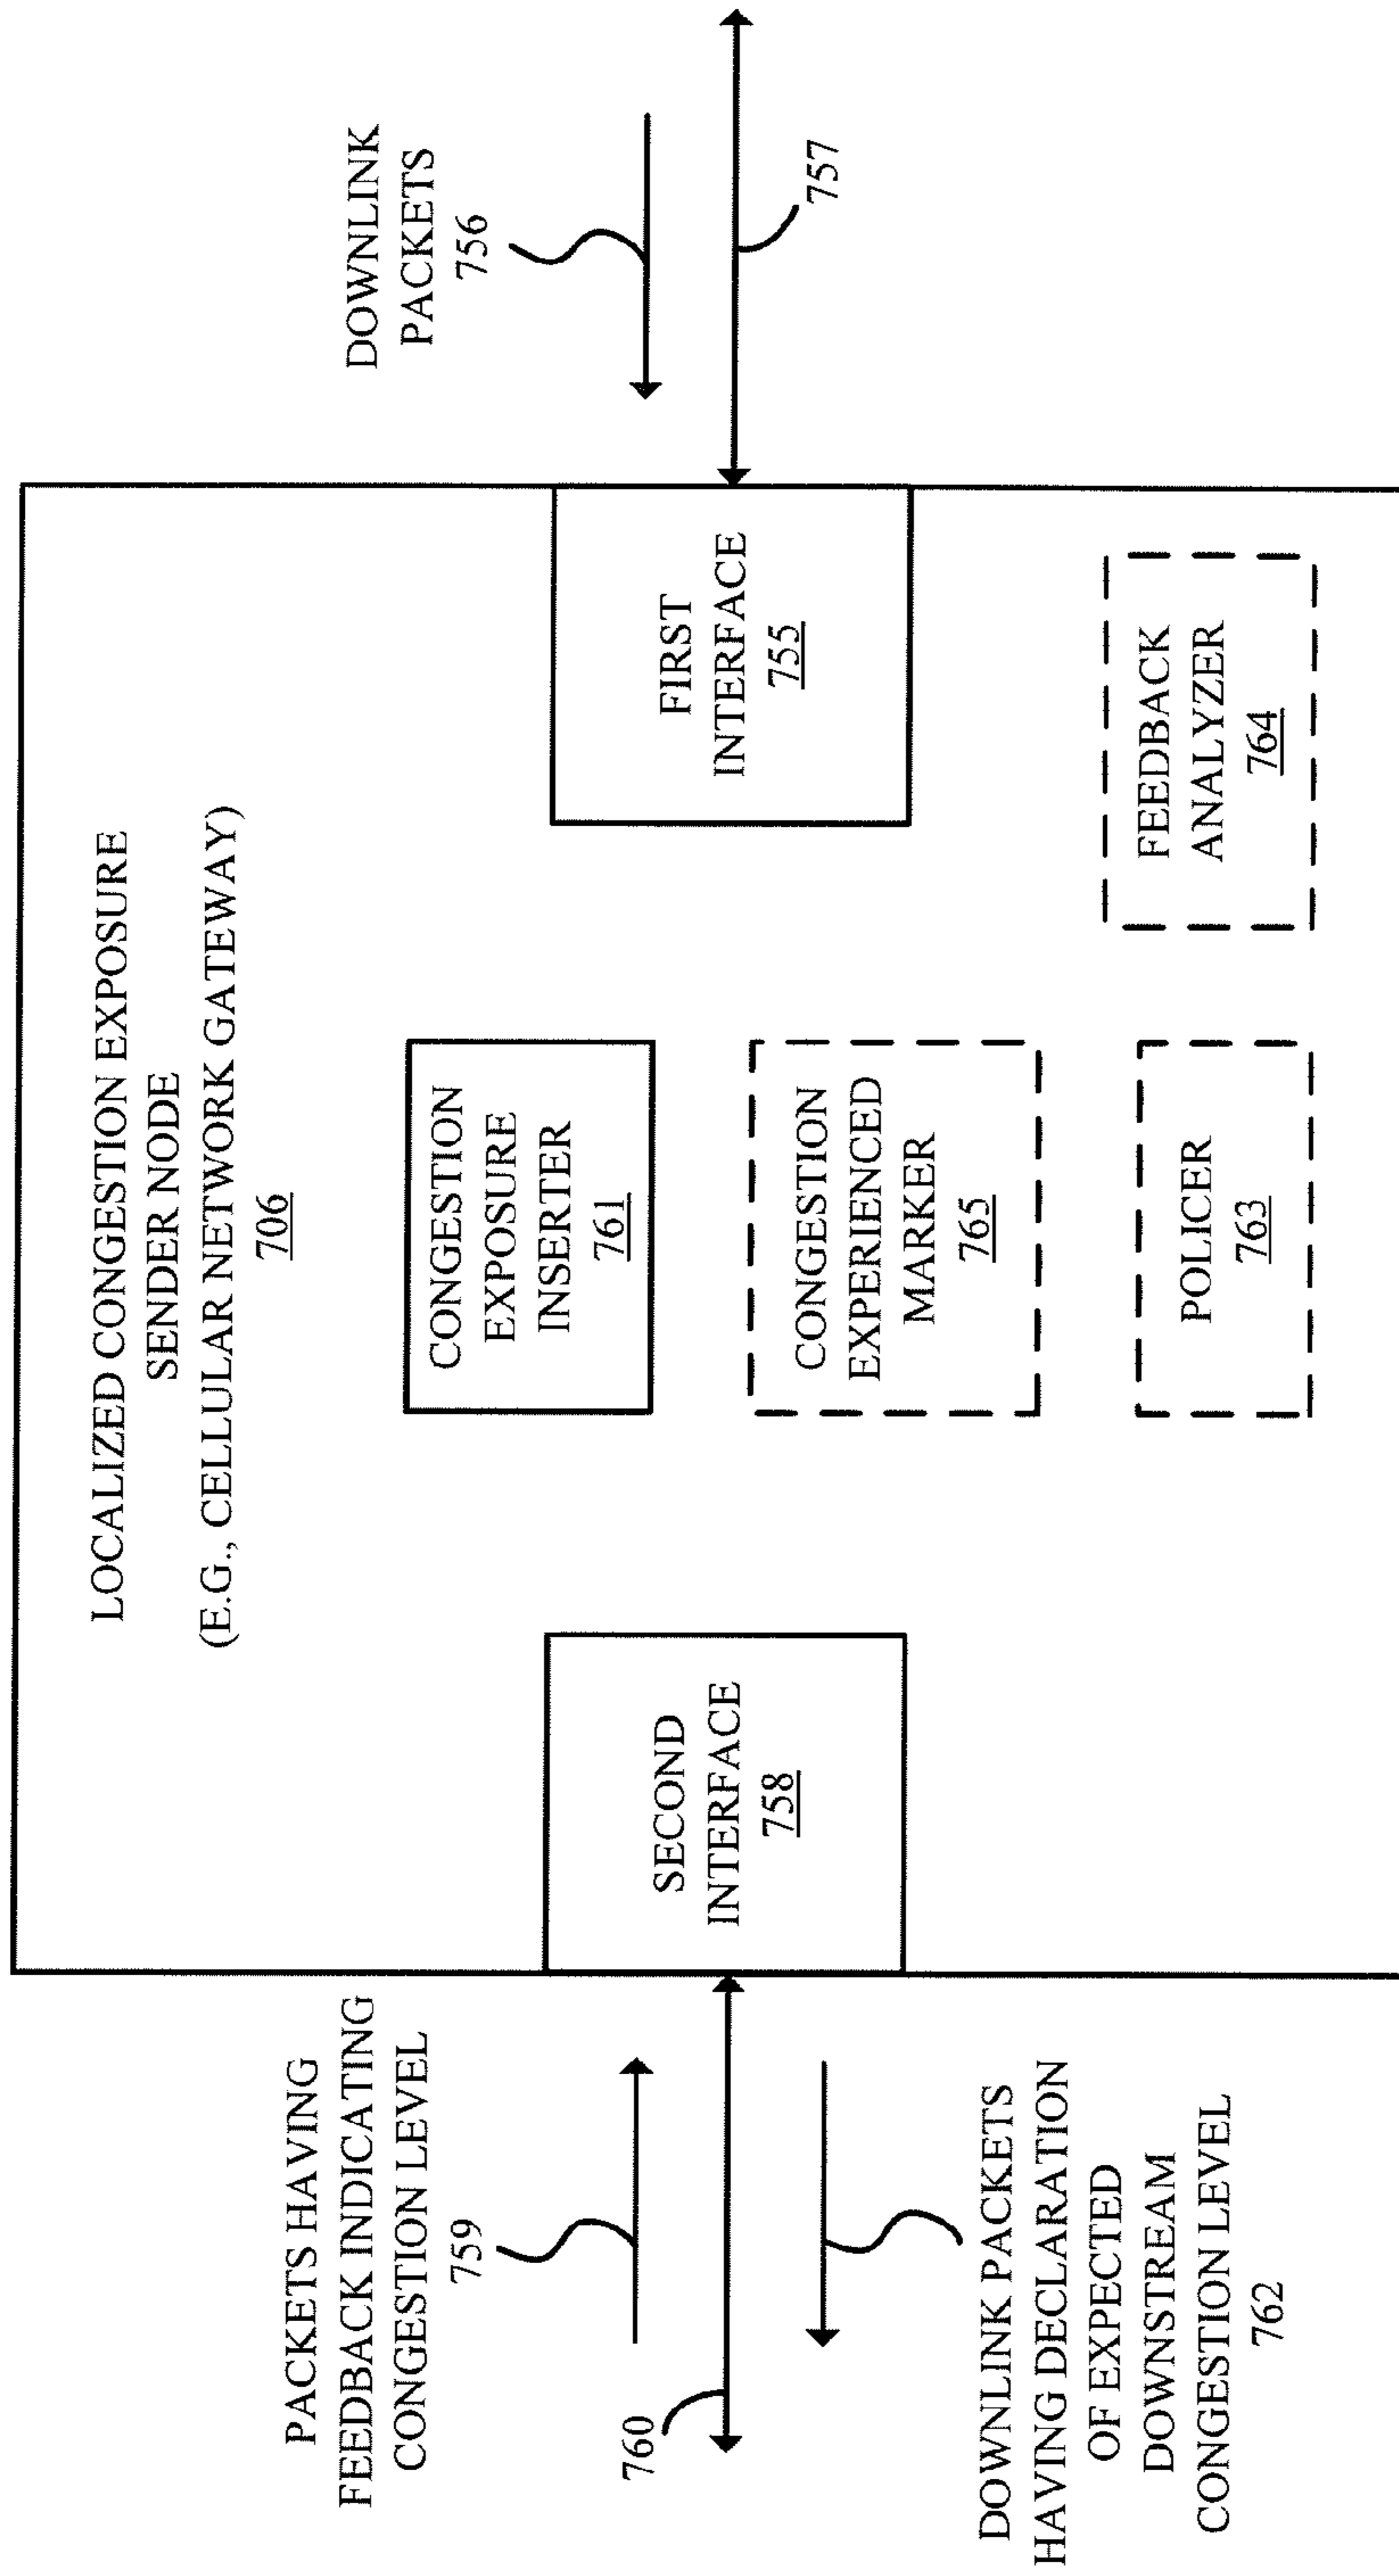 LOCALIZED CONGESTION EXPOSURE
SENDER NODE
(E.G., CELLULAR NETWORK GATEWAY)
706
PACKETS HAVING
FEEDBACK INDICATING
CONGESTION LEVEL
759
760
DOWNLINK PACKETS
HAVING DECLARATION
OF EXPECTED
DOWNSTREAM
CONGESTION LEVEL
762
SECOND
INTERFACE
758
CONGESTION
EXPOSURE
INSERTER
761
CONGESTION
EXPERIENCED
MARKER
765
POLICER
763
FIRST
INTERFACE
755
FEEDBACK
ANALYZER
764
DOWNLINK
PACKETS
756
757